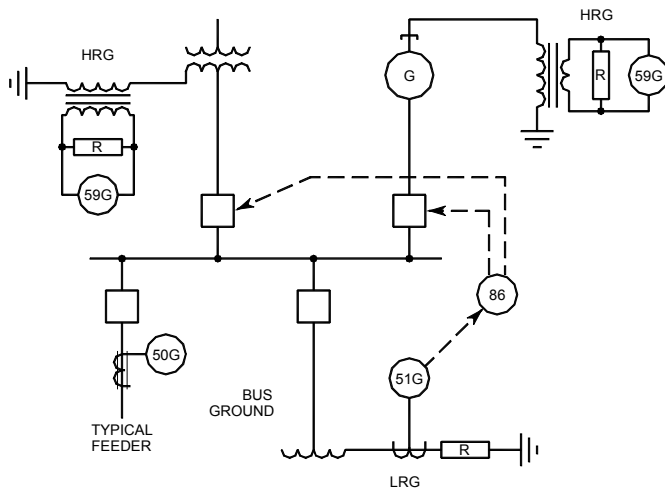 HRG
HRG
G
R
59G
R
59G
86
50G
51G
BUS
GROUND
TYPICAL
FEEDER
R
LRG